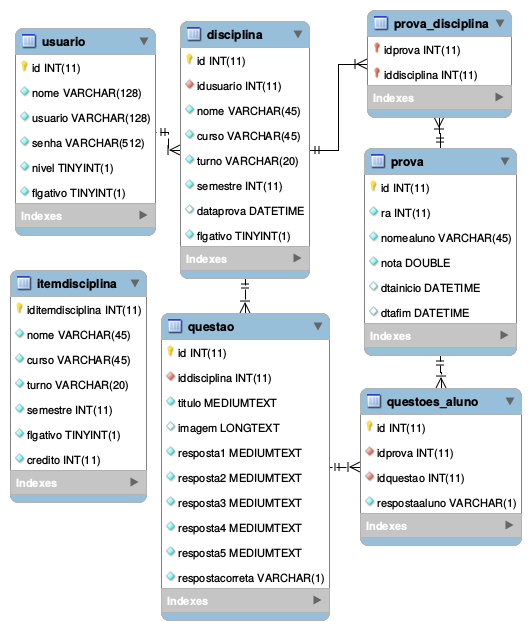 usuario
id INT(11)
nome VARCHAR(128)
usuario VARCHAR(128)
senha VARCHAR(512)
nivel TINYINT(1)
flgativo TINYINT(1)
Indexes
disciplina
id INT(11)
idusuario INT(11)
nome VARCHAR(45)
curso VARCHAR(45)
turno VARCHAR(20)
semestre INT(11)
dataprova DATETIME
flgativo TINYINT(1)
Indexes
prova_disciplina
idprova INT(11)
iddisciplina INT(11)
Indexes
prova
id INT(11)
ra INT(11)
nomealuno VARCHAR(45)
nota DOUBLE
dtainicio DATETIME
dtafim DATETIME
Indexes
itemdisciplina
iditemdisciplina INT(11)
nome VARCHAR(45)
curso VARCHAR(45)
turno VARCHAR(20)
semestre INT(11)
flgativo TINYINT(1)
credito INT(11)
Indexes
questao
id INT(11)
iddisciplina INT(11)
titulo MEDIUMTEXT
imagem LONGTEXT
resposta1 MEDIUMTEXT
resposta2 MEDIUMTEXT
resposta3 MEDIUMTEXT
resposta4 MEDIUMTEXT
resposta5 MEDIUMTEXT
respostacorreta VARCHAR(1)
Indexes
questoes_aluno
id INT(11)
idprova INT(11)
idquestao INT(11)
respostaaluno VARCHAR(1)
Indexes